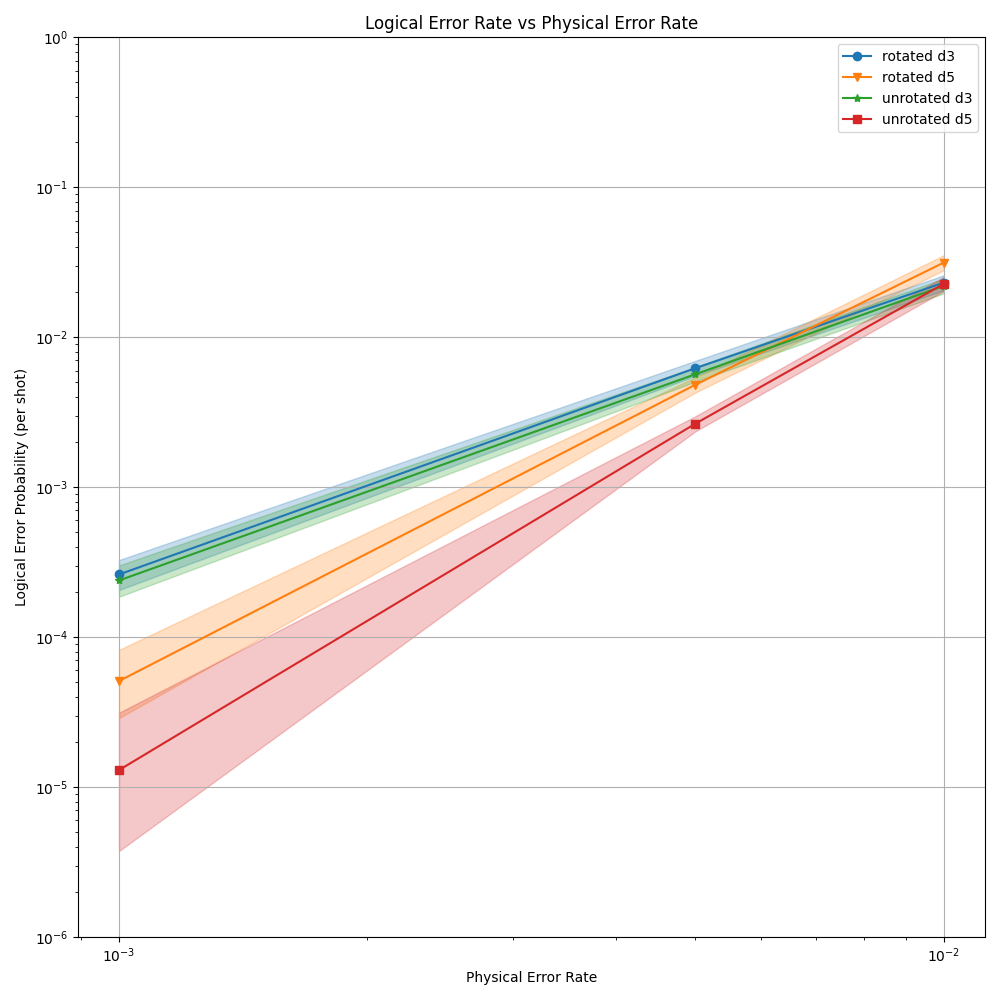 Logical Error Rate vs Physical Error Rate
rotated d3
rotated d5
unrotated d3
unrotated d5
Logical Error Probability (per shot)
10⁰
10⁻¹
10⁻²
10⁻³
10⁻⁴
10⁻⁵
10⁻⁶
10⁻³
10⁻²
Physical Error Rate